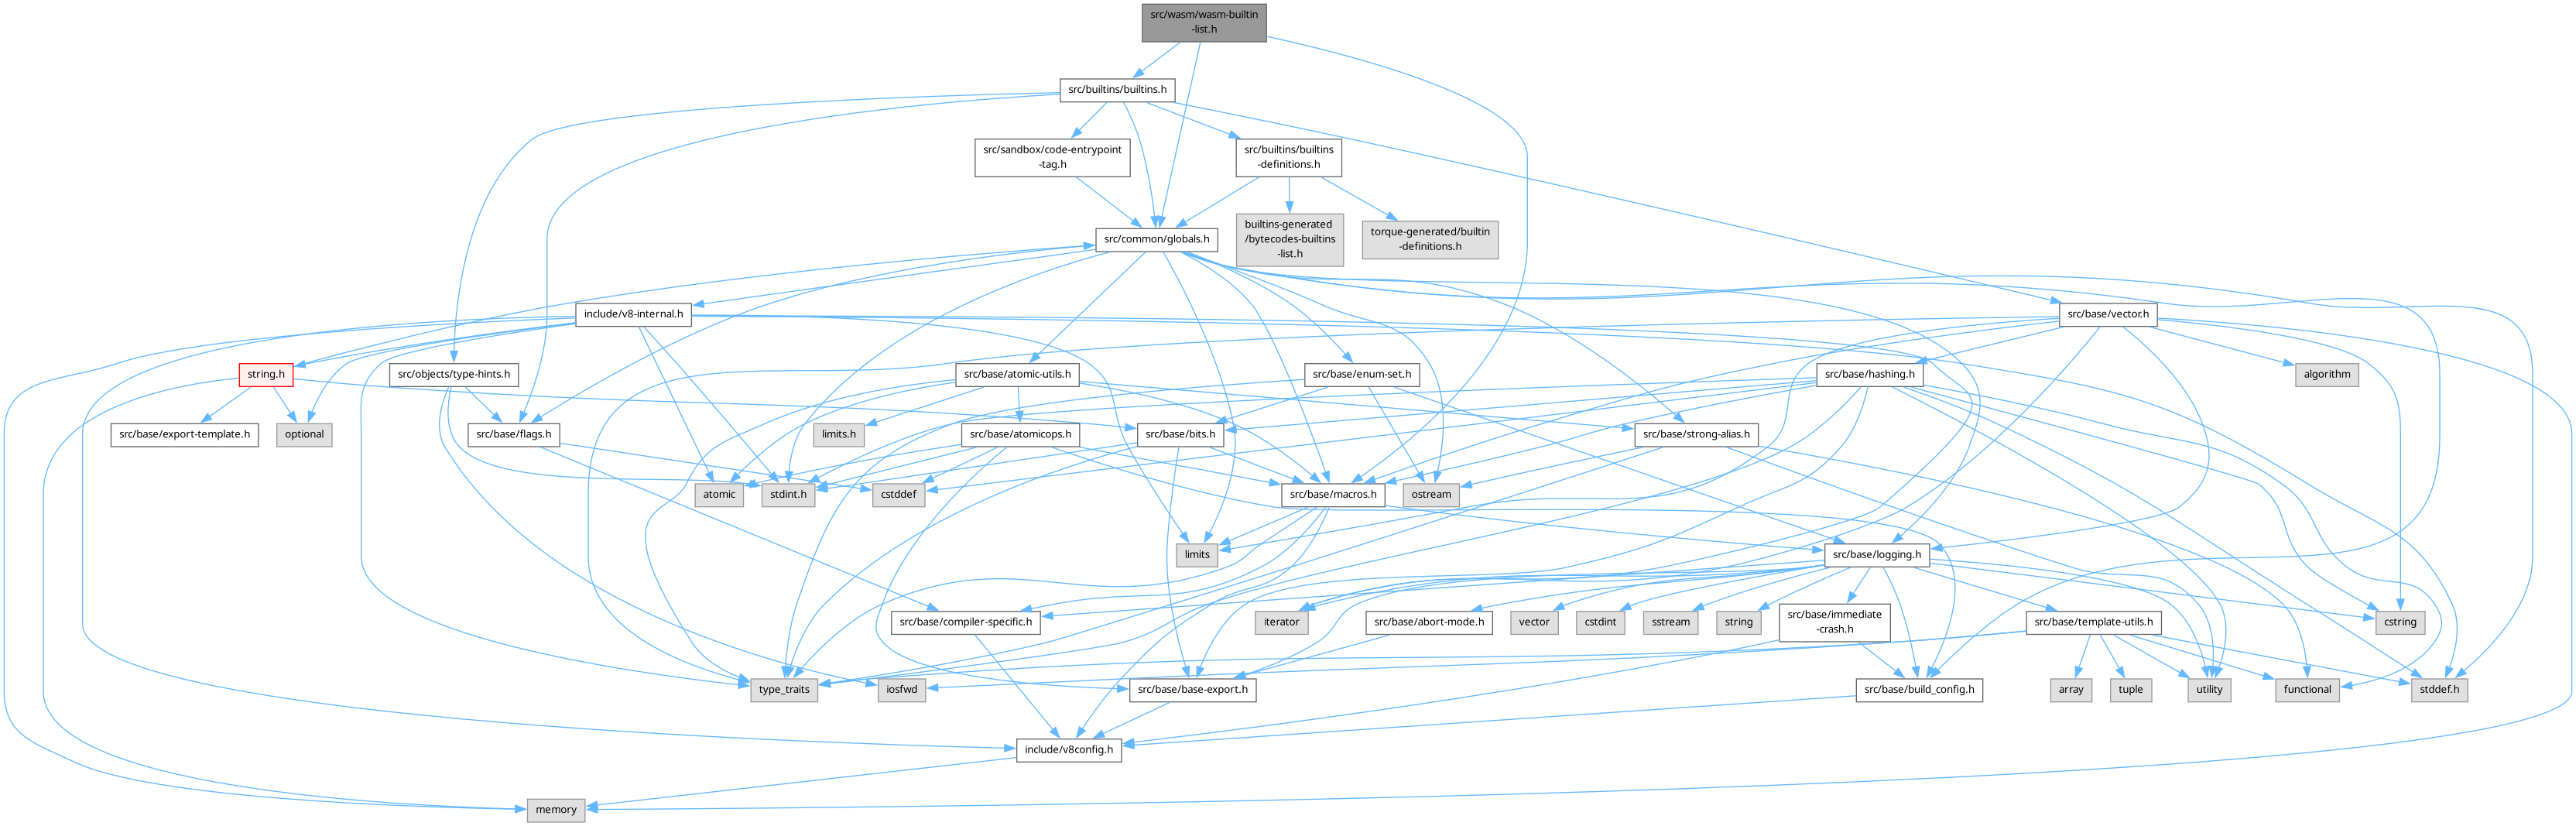 src/wasm/wasm-builtin
-list.h
src/builtins/builtins.h
src/sandbox/code-entrypoint
-tag.h
src/builtins/builtins
-definitions.h
src/common/globals.h
builtins-generated
/bytecodes-builtins
-list.h
torque-generated/builtin
-definitions.h
include/v8-internal.h
src/base/vector.h
string.h
src/objects/type-hints.h
src/base/atomic-utils.h
src/base/enum-set.h
src/base/hashing.h
algorithm
src/base/export-template.h
optional
src/base/flags.h
limits.h
src/base/atomicops.h
src/base/bits.h
src/base/strong-alias.h
atomic
stdint.h
cstddef
src/base/macros.h
ostream
limits
src/base/logging.h
src/base/compiler-specific.h
iterator
src/base/abort-mode.h
vector
cstdint
sstream
string
src/base/immediate
-crash.h
src/base/template-utils.h
cstring
type_traits
iosfwd
src/base/base-export.h
src/base/build_config.h
array
tuple
utility
functional
stddef.h
include/v8config.h
memory